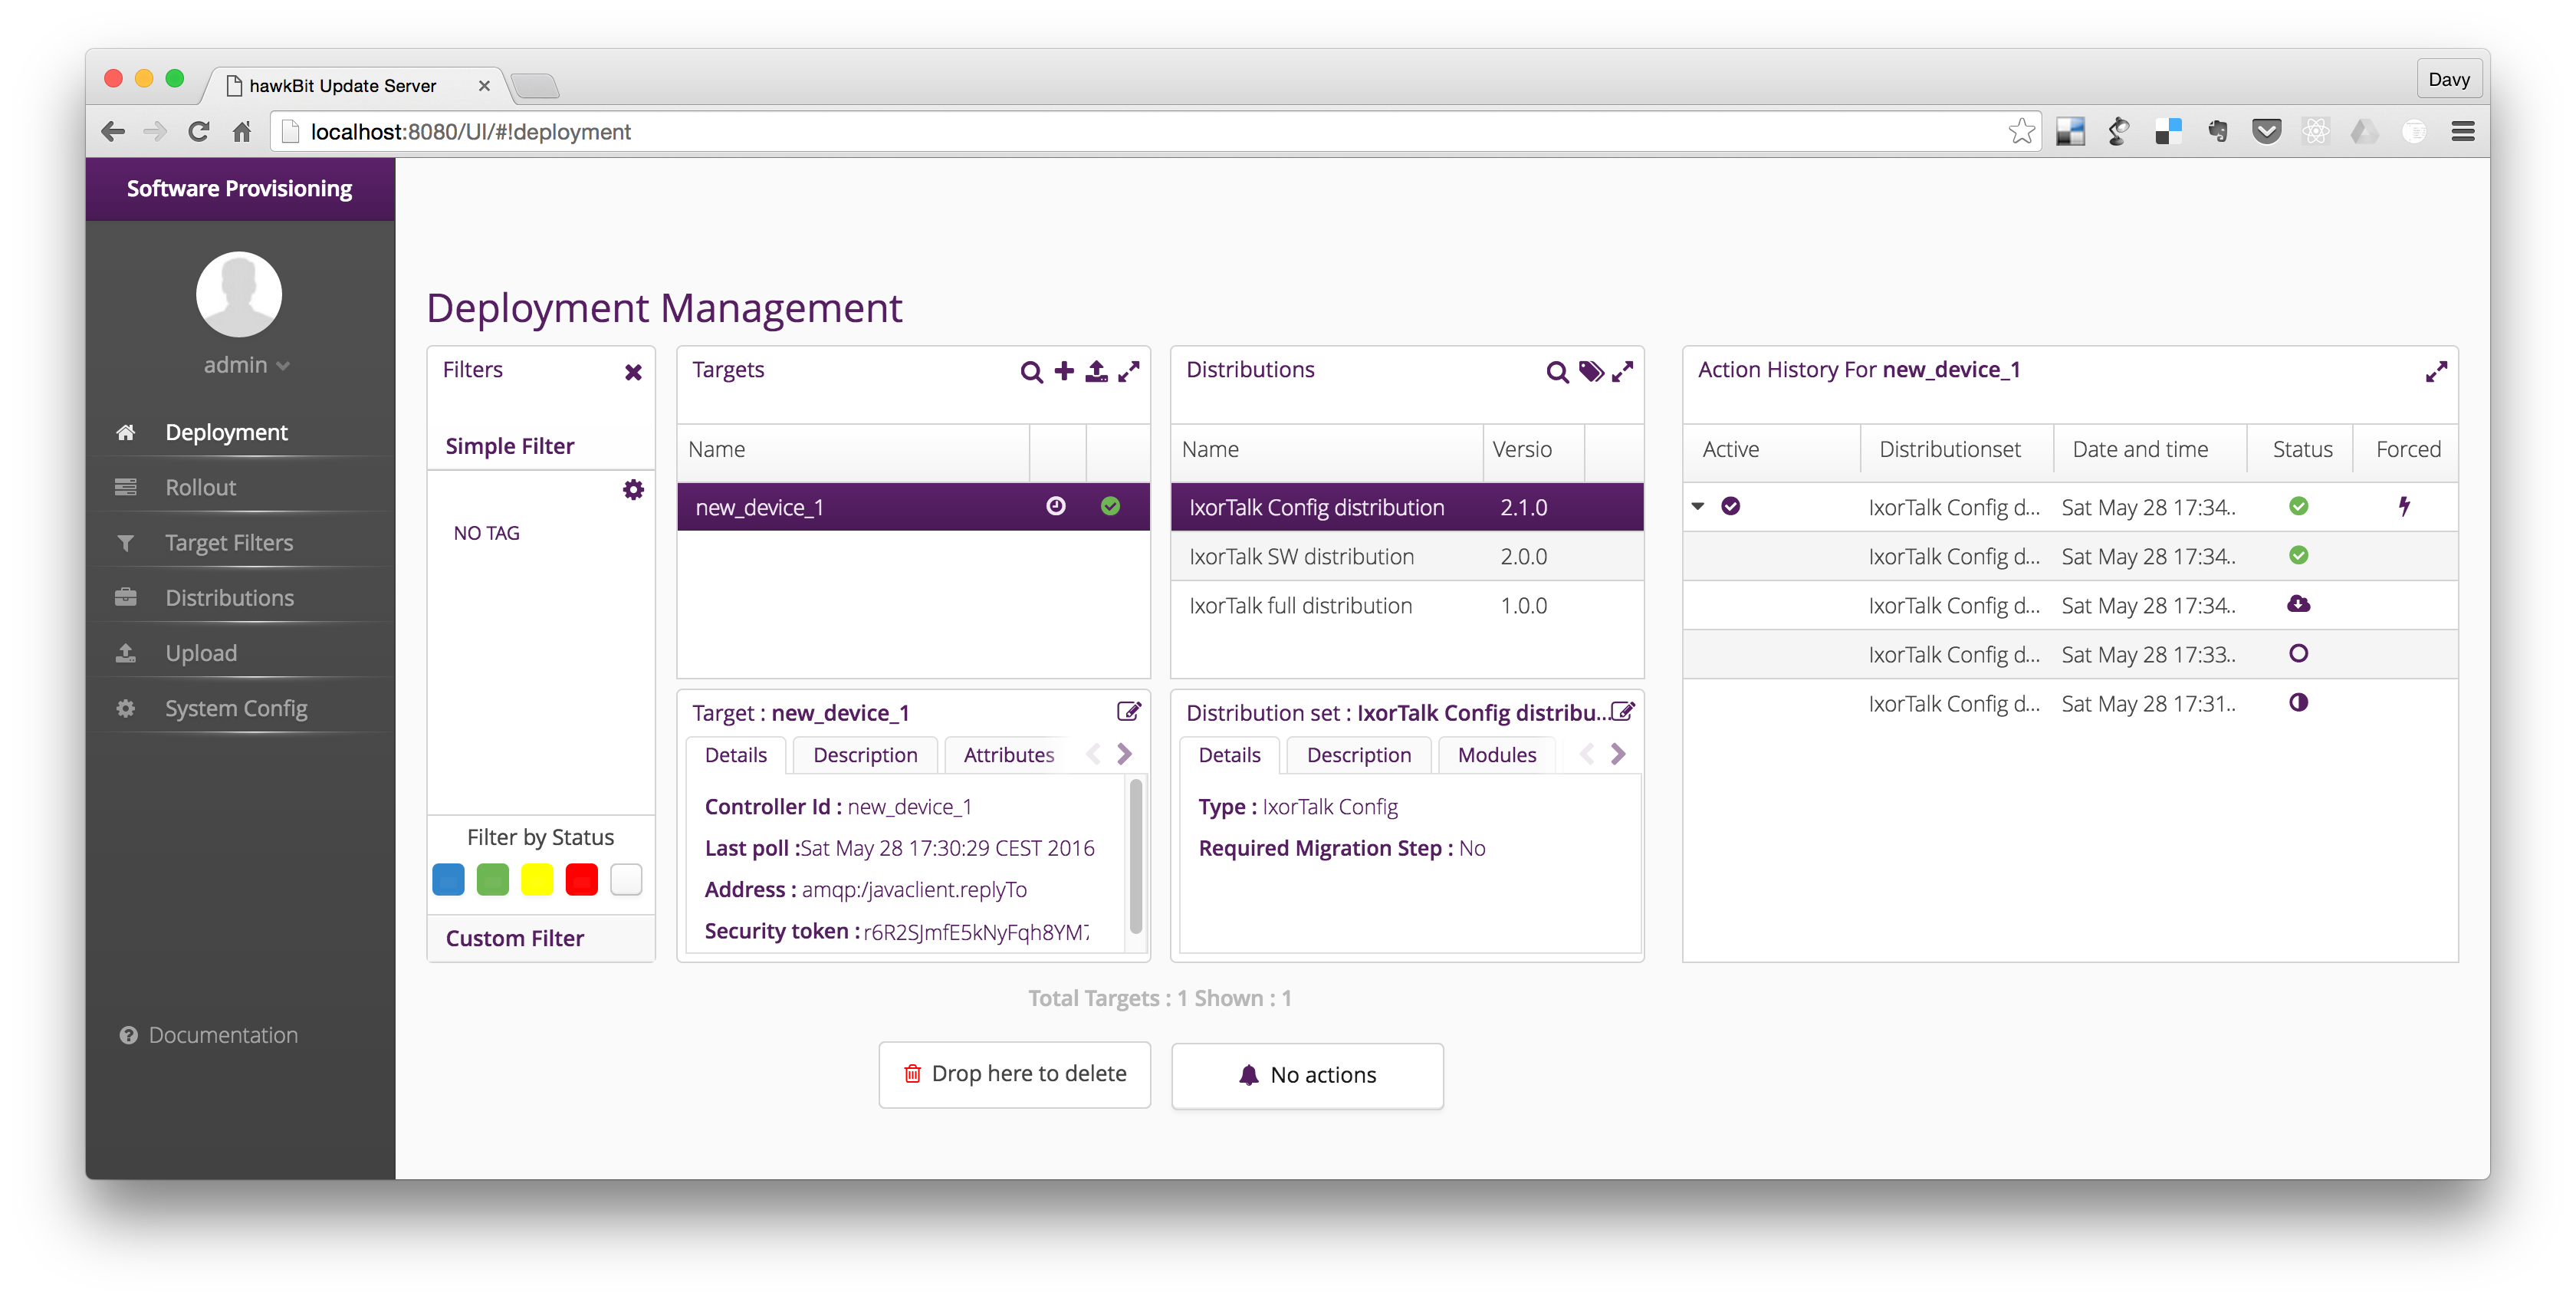 hawkBit Update Server
Davy
localhost:8080/UI/#!deployment
Software Provisioning
admin
Deployment
Rollout
Target Filters
Distributions
Upload
System Config
Documentation
Deployment Management
Filters
Simple Filter
NO TAG
Filter by Status
Custom Filter
Targets
Name
new_device_1
Distributions
Name Versio
IxorTalk Config distribution 2.1.0
IxorTalk SW distribution 2.0.0
IxorTalk full distribution 1.0.0
Target : new_device_1
Details Description Attributes
Controller Id : new_device_1
Last poll :Sat May 28 17:30:29 CEST 2016
Address : amqp:/javaclient.replyTo
Security token : r6R2SJmfE5kNyFqh8YM7
Distribution set : IxorTalk Config distribu...
Details Description Modules
Type : IxorTalk Config
Required Migration Step : No
Action History For new_device_1
Active Distributionset Date and time Status Forced
IxorTalk Config d... Sat May 28 17:34..
IxorTalk Config d... Sat May 28 17:34..
IxorTalk Config d... Sat May 28 17:34..
IxorTalk Config d... Sat May 28 17:33..
IxorTalk Config d... Sat May 28 17:31..
Total Targets : 1 Shown : 1
Drop here to delete
No actions